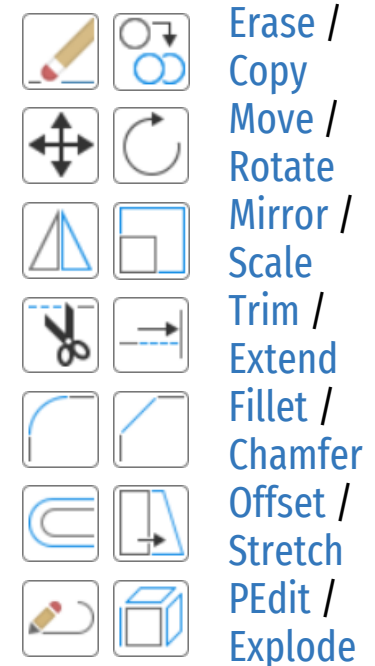 Erase /
Copy
Move /
Rotate
Mirror /
Scale
Trim /
Extend
Fillet /
Chamfer
Offset /
Stretch
PEdit /
Explode